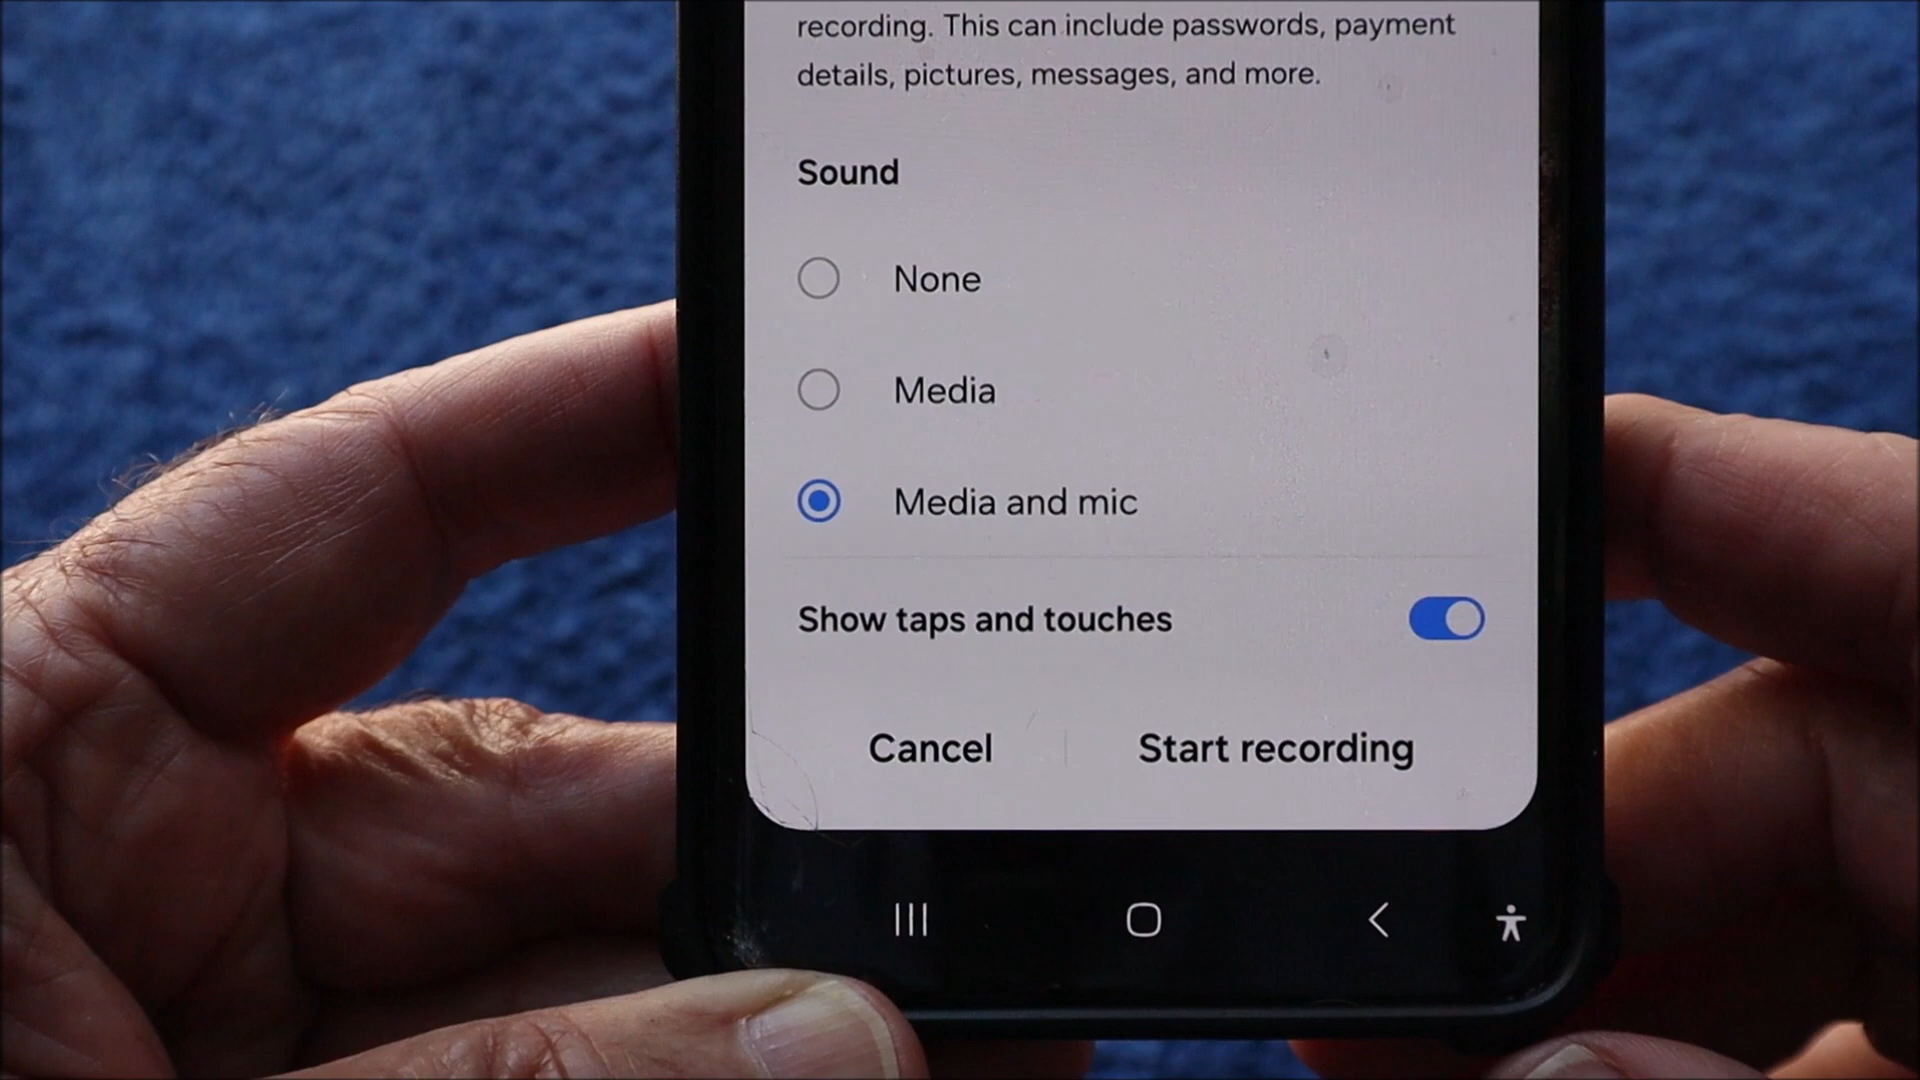 recording. This can include passwords, payment
details, pictures, messages, and more.
Sound
None
Media
Media and mic
Show taps and touches
Cancel
Start recording